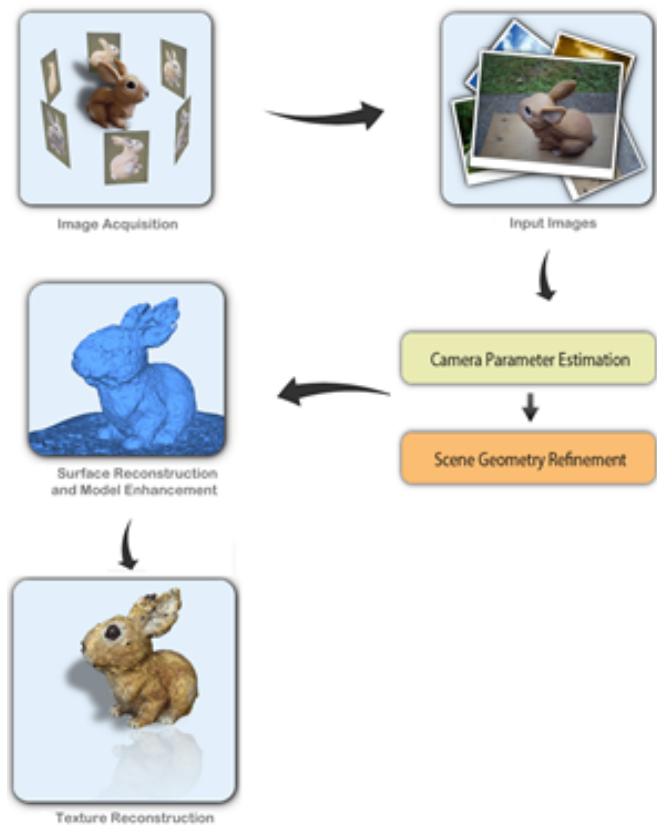 Image Acquisition
Input Images
Camera Parameter Estimation
Scene Geometry Refinement
Surface Reconstruction
and Model Enhancement
Texture Reconstruction